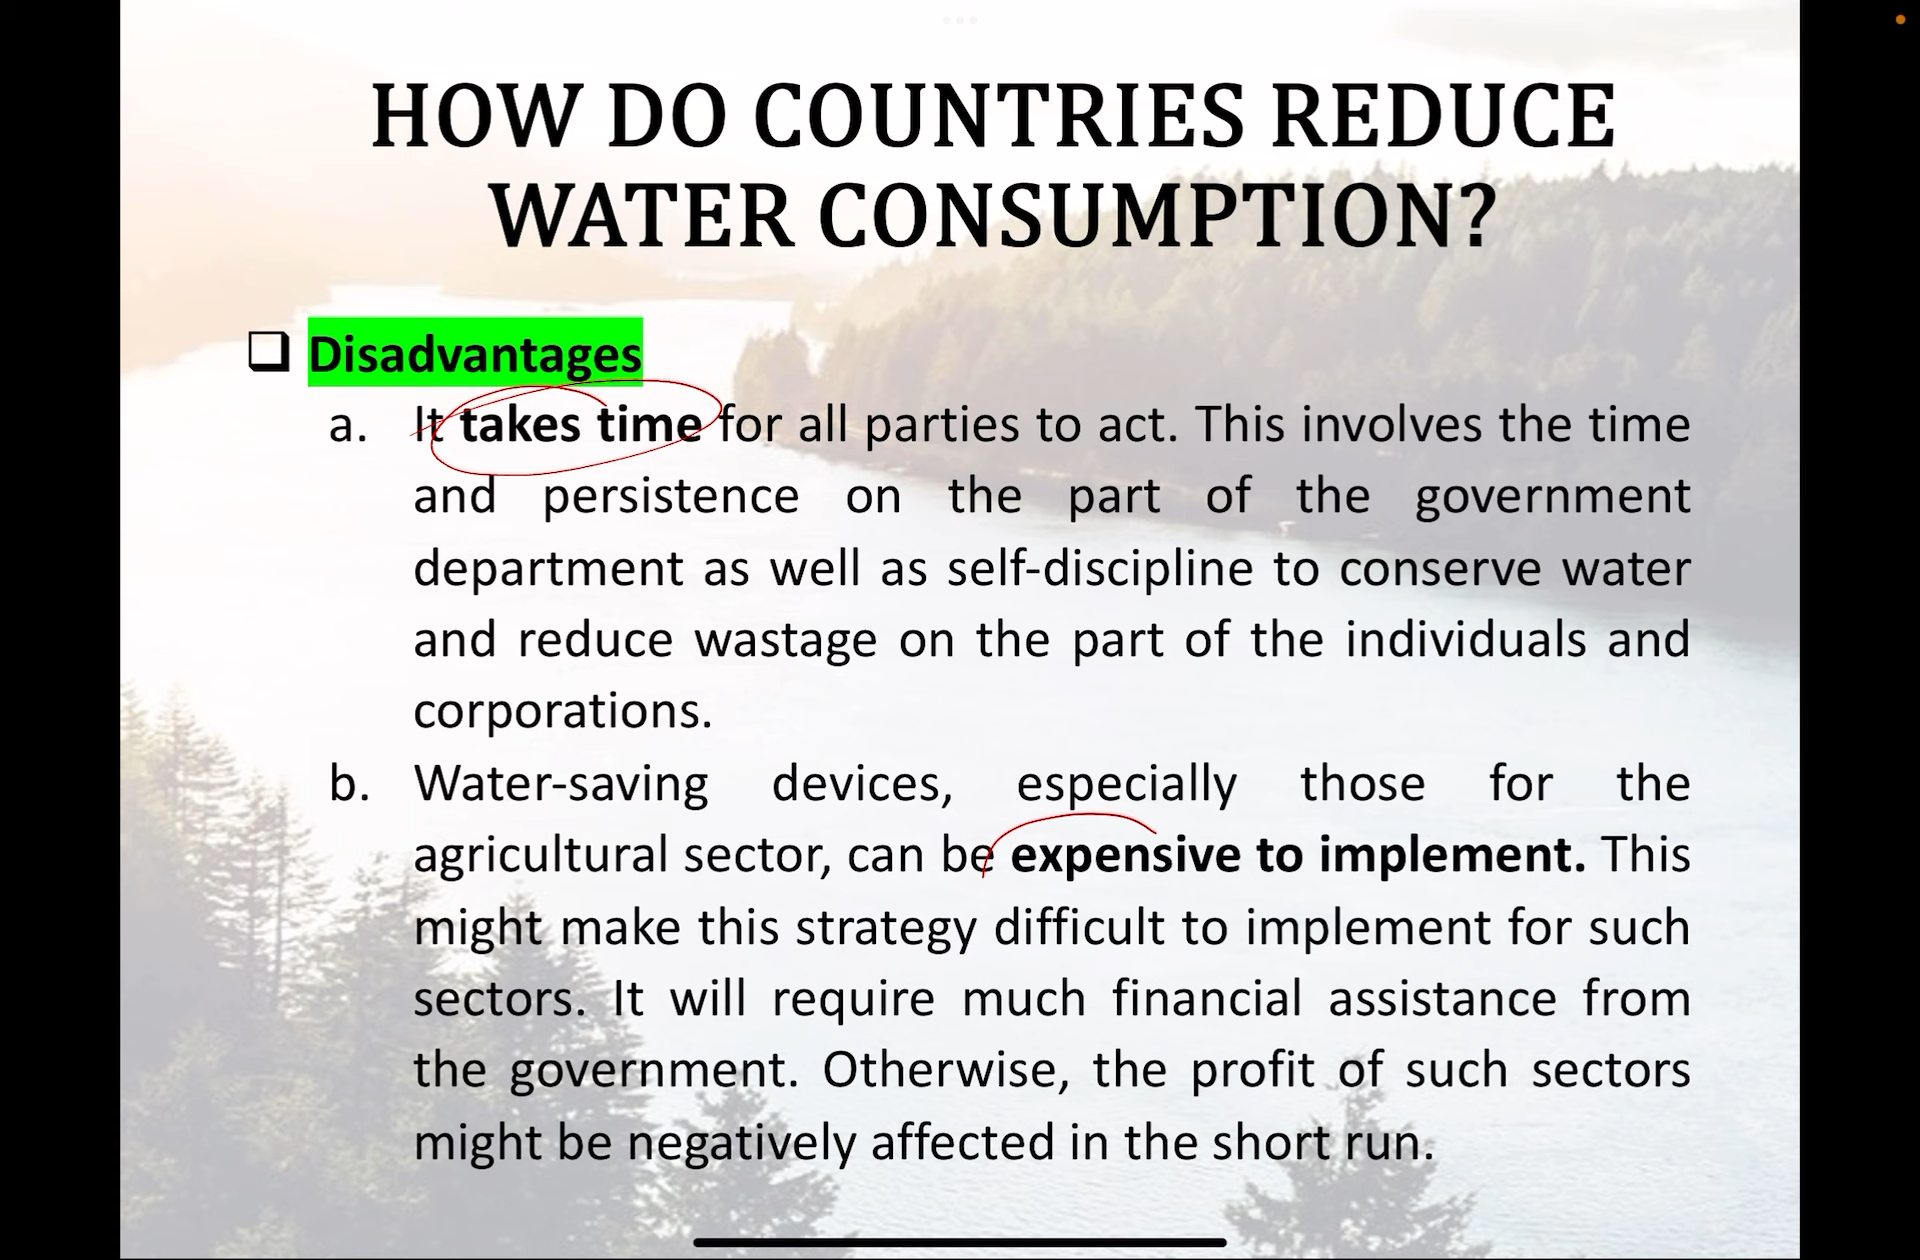 HOW DO COUNTRIES REDUCE
WATER CONSUMPTION?
Disadvantages
a. It takes time for all parties to act. This involves the time
and persistence on the part of the government
department as well as self-discipline to conserve water
and reduce wastage on the part of the individuals and
corporations.
b. Water-saving devices, especially those for the
agricultural sector, can be expensive to implement. This
might make this strategy difficult to implement for such
sectors. It will require much financial assistance from
the government. Otherwise, the profit of such sectors
might be negatively affected in the short run.